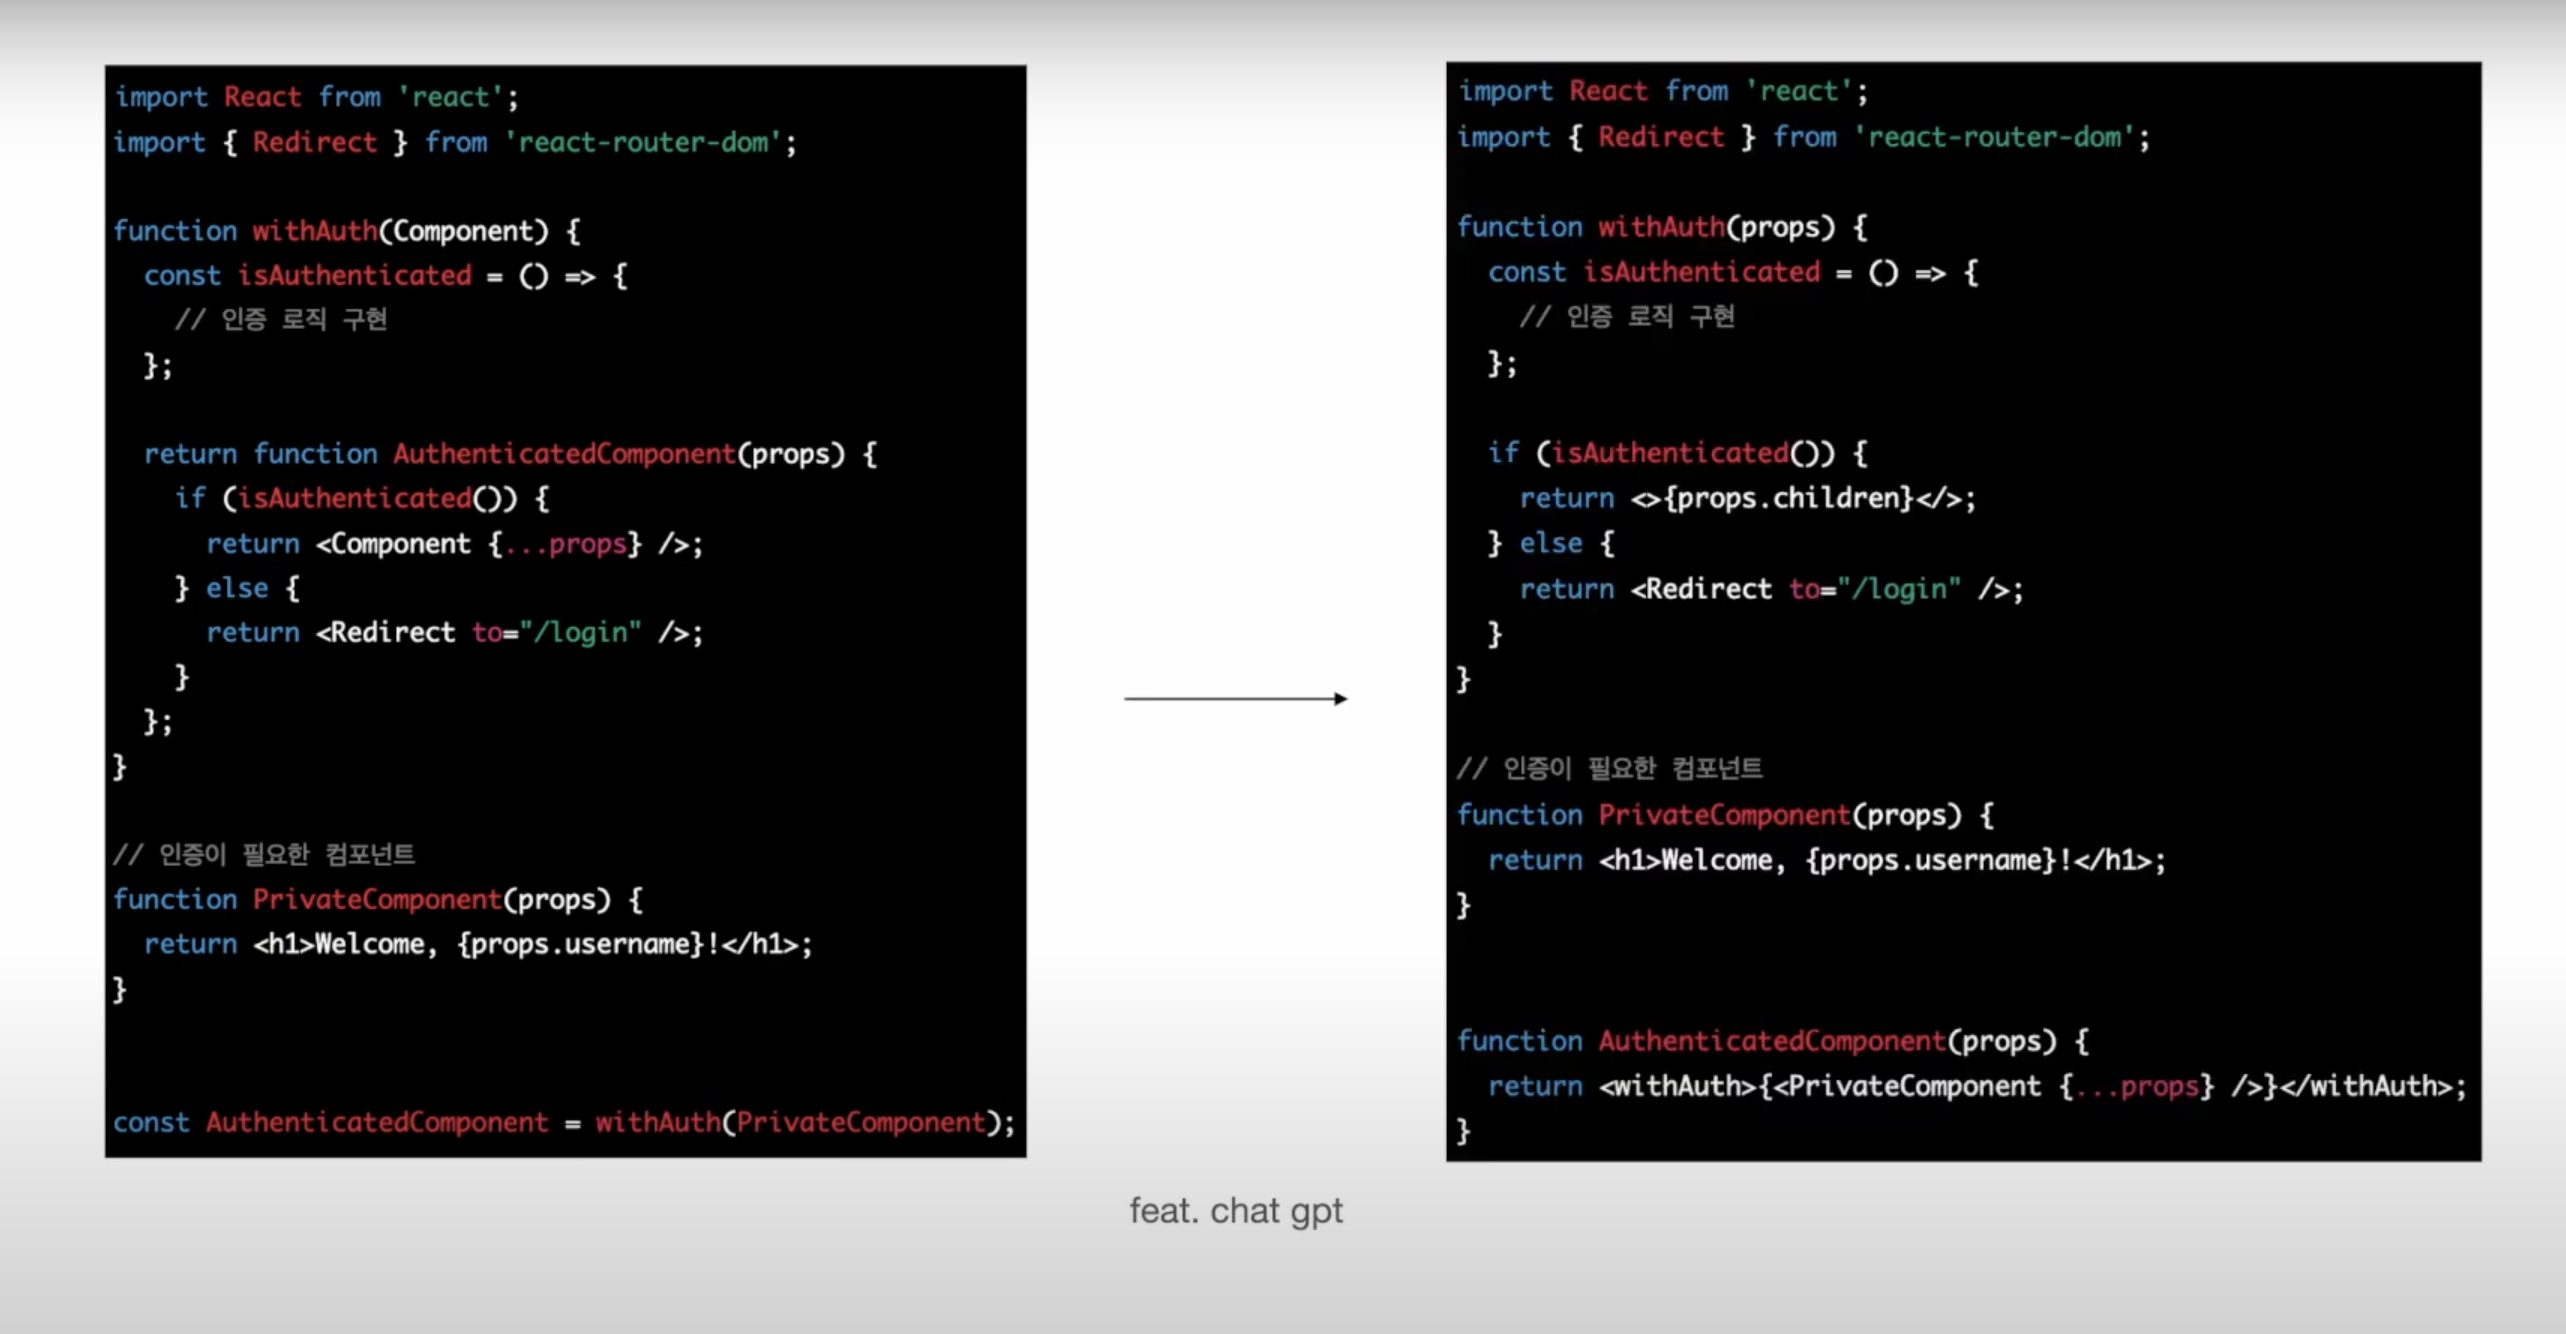 import React from 'react';
import { Redirect } from 'react-router-dom';
function withAuth(Component) {
const isAuthenticated = () => {
// 인증 로직 구현
};
return function AuthenticatedComponent(props) {
if (isAuthenticated()) {
return <Component {...props} />;
} else {
return <Redirect to="/login" />;
}
};
}
// 인증이 필요한 컴포넌트
function PrivateComponent(props) {
return <h1>Welcome, {props.username}!</h1>;
}
const AuthenticatedComponent = withAuth(PrivateComponent);
import React from 'react';
import { Redirect } from 'react-router-dom';
function withAuth(props) {
const isAuthenticated = () => {
// 인증 로직 구현
};
if (isAuthenticated()) {
return <>{props.children}</>;
} else {
return <Redirect to="/login" />;
}
}
// 인증이 필요한 컴포넌트
function PrivateComponent(props) {
return <h1>Welcome, {props.username}!</h1>;
}
function AuthenticatedComponent(props) {
return <withAuth>{<PrivateComponent {...props} />}</withAuth>;
}
feat. chat gpt